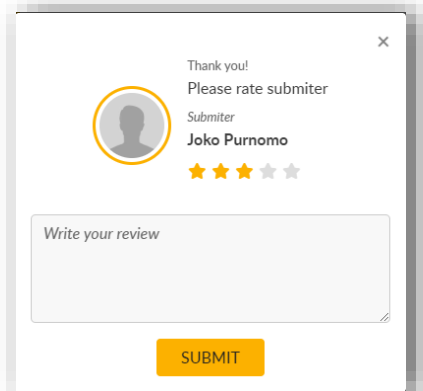 ×
Thank you!
Please rate submiter
Submiter
Joko Purnomo
Write your review
SUBMIT